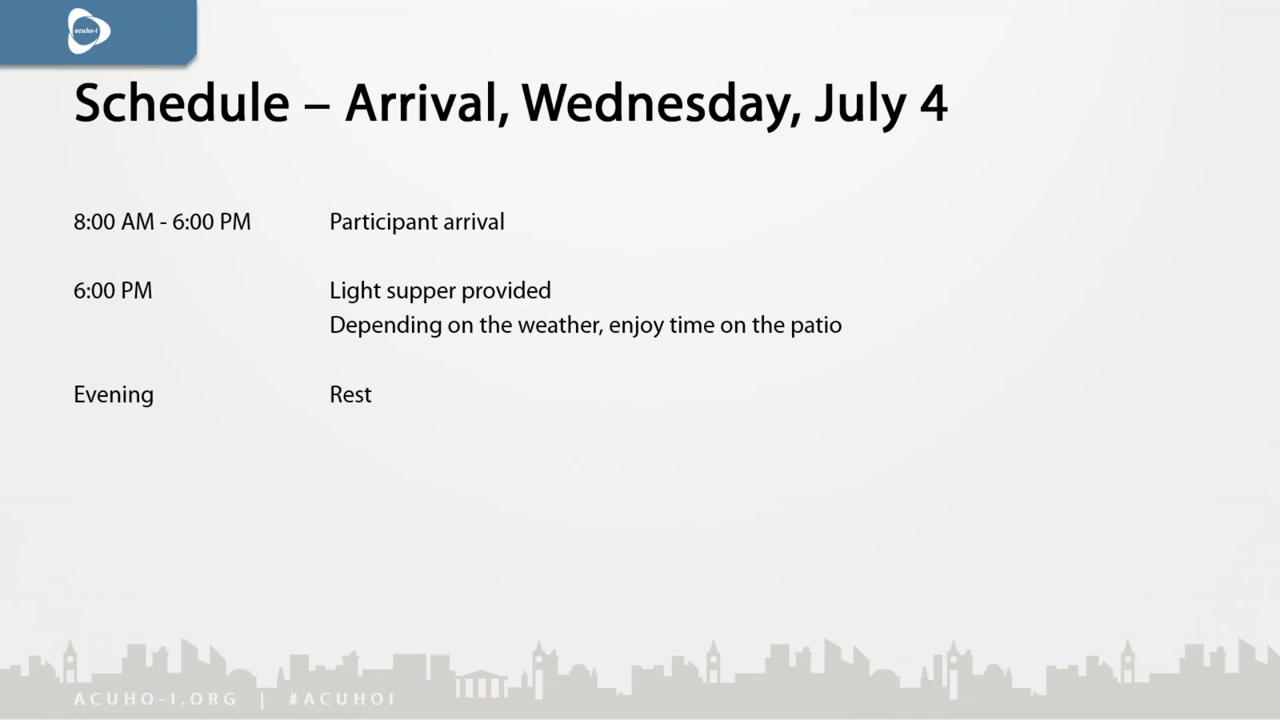 acuho-i
Schedule – Arrival, Wednesday, July 4
8:00 AM - 6:00 PM Participant arrival
6:00 PM Light supper provided
Depending on the weather, enjoy time on the patio
Evening Rest
ACUHO-I.ORG | #ACUHOI